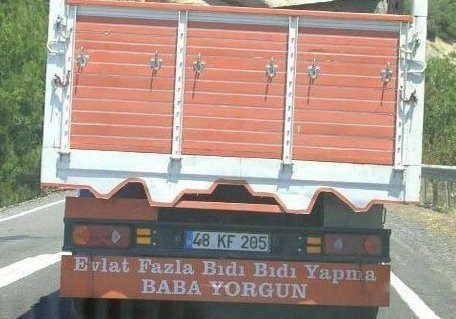 48 KF 205
Evlat Fazla Bıdı Bıdı Yapma
BABA YORGUN